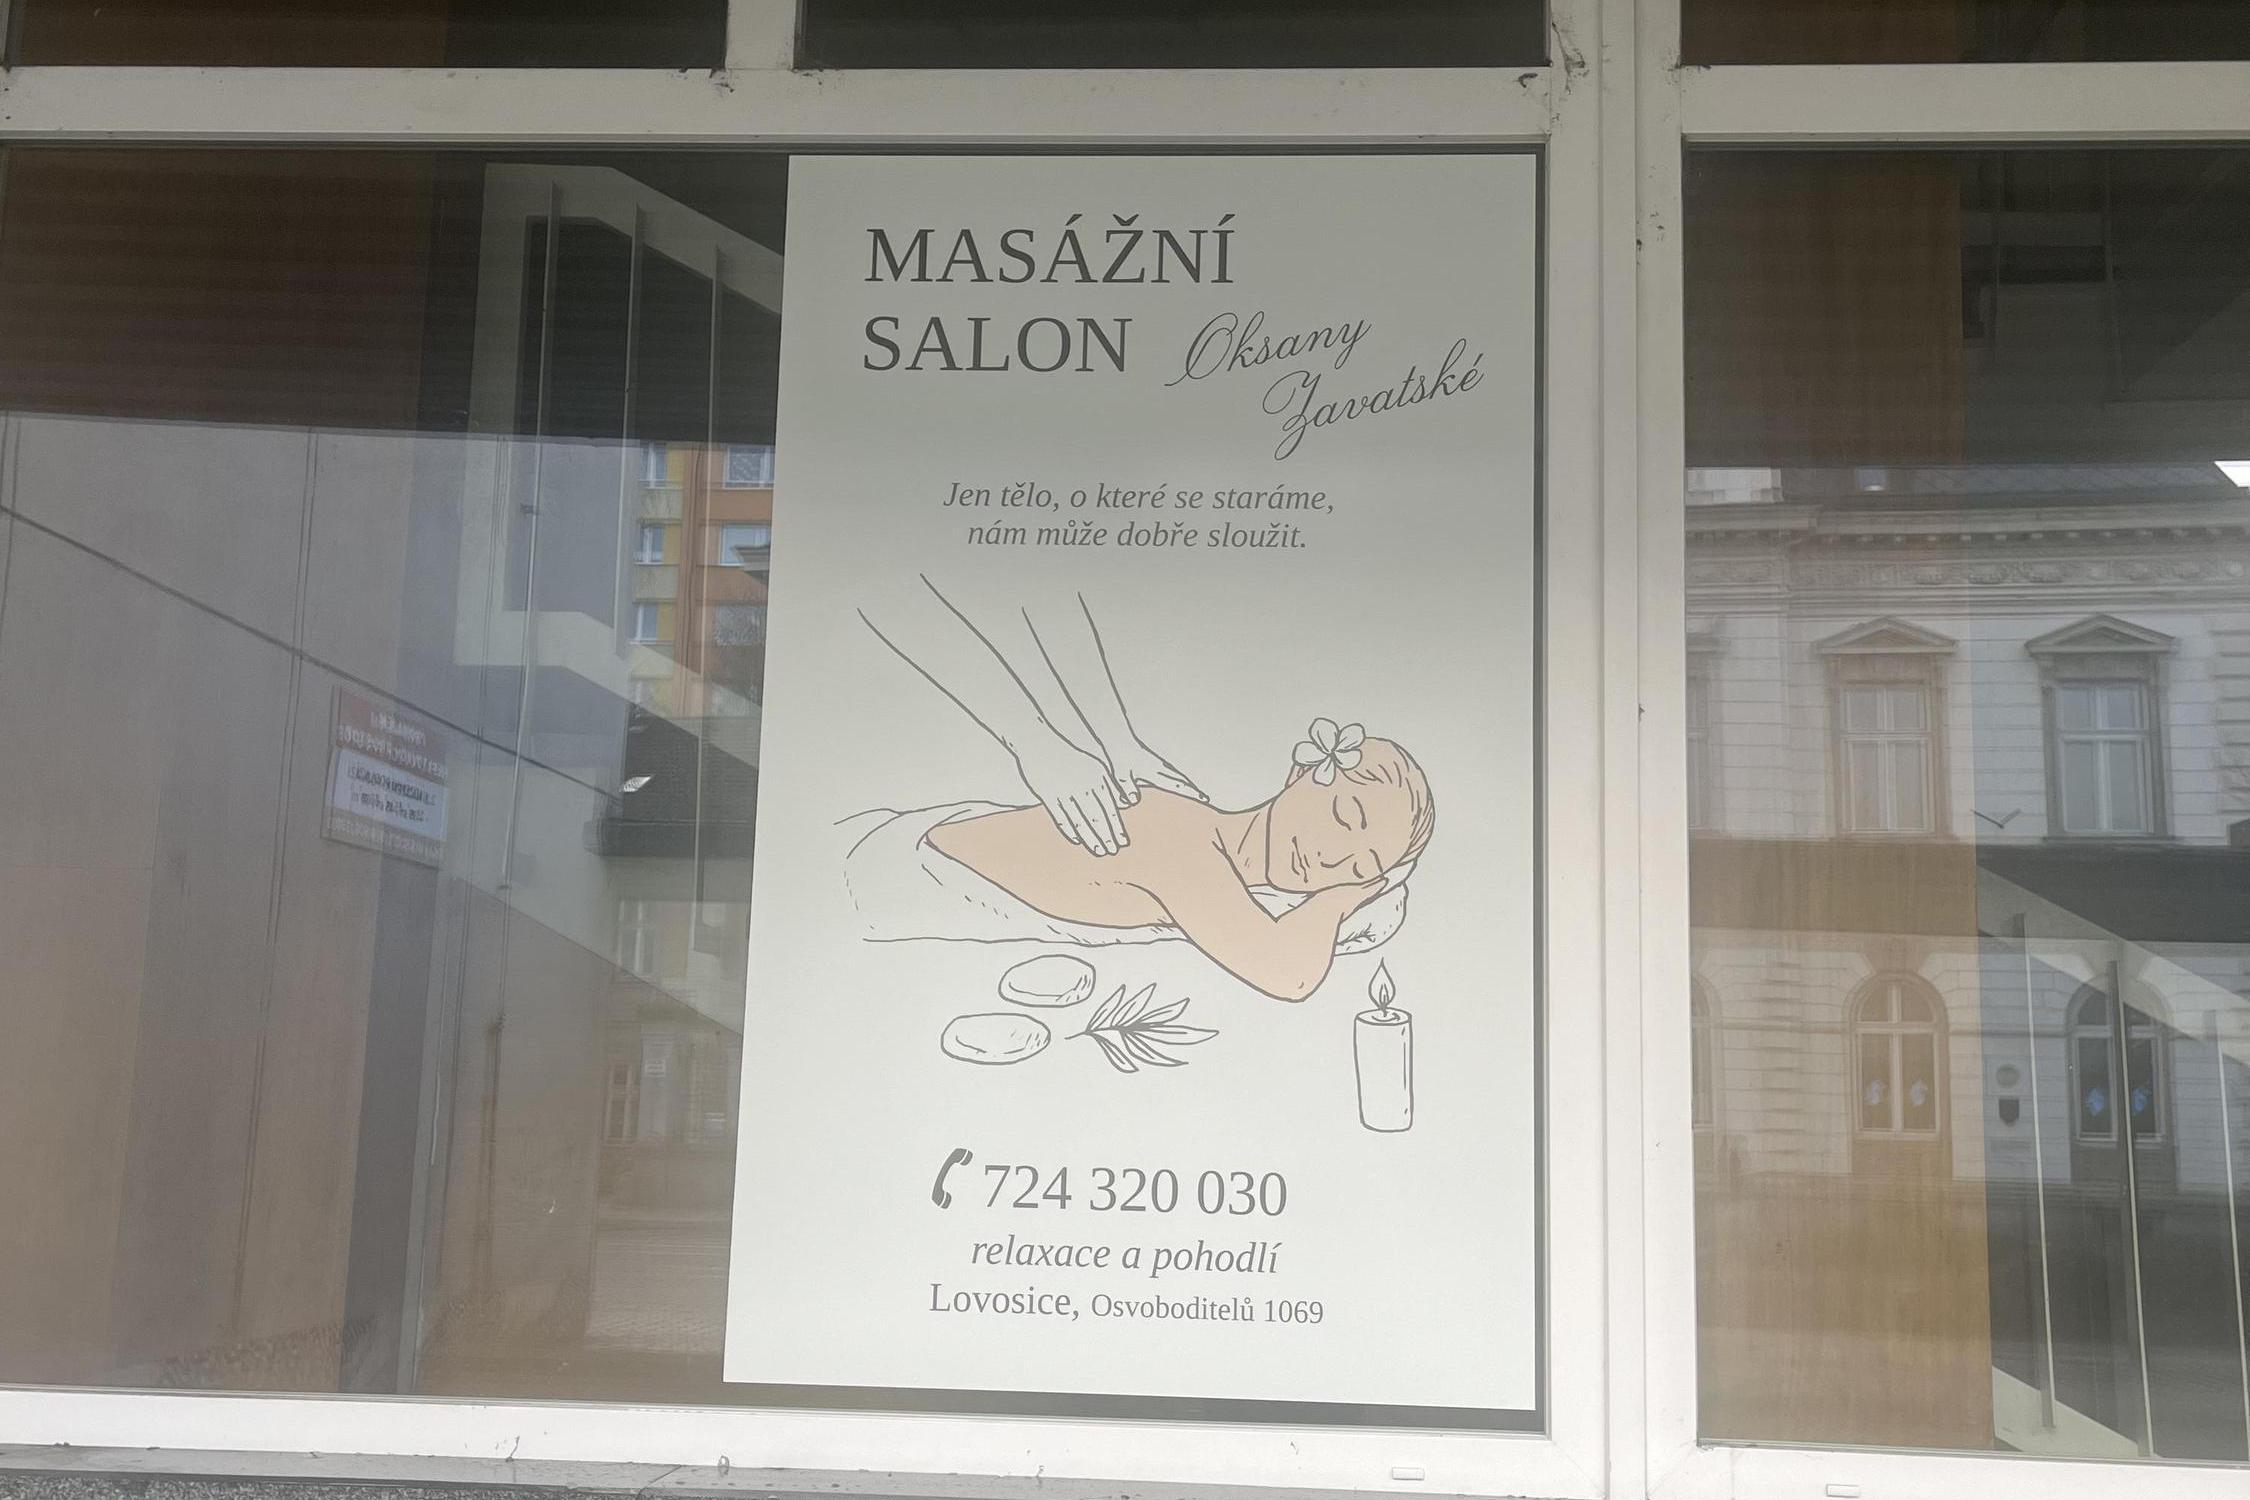 MASÁŽNÍ
SALON Oksany
Zavatské
Jen tělo, o které se staráme,
nám může dobře sloužit.
724 320 030
relaxace a pohodlí
Lovosice, Osvoboditelů 1069